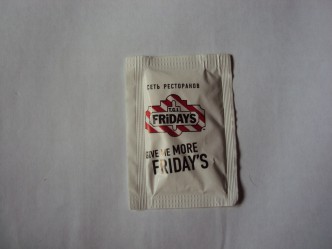 СЕТЬ РЕСТОРАНОВ
T.G.I.
FRiDAYS
GIVE ME MORE
FRIDAY'S